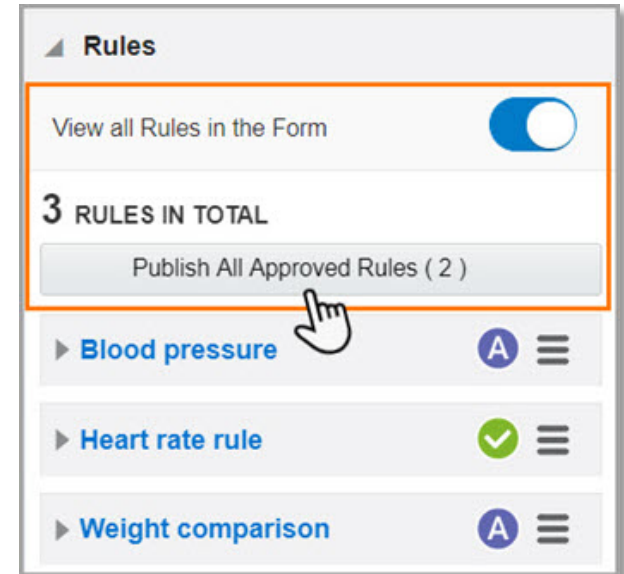 Rules
View all Rules in the Form
3 RULES IN TOTAL
Publish All Approved Rules ( 2 )
Blood pressure A
Heart rate rule
Weight comparison A